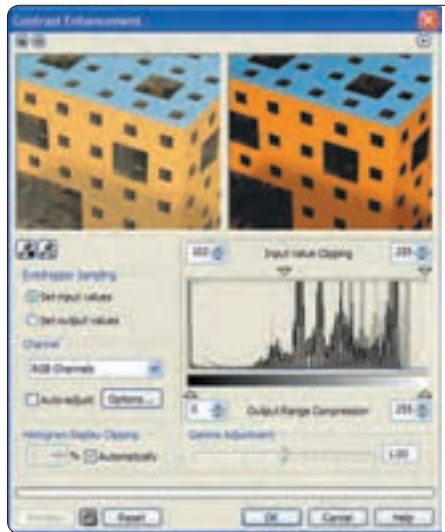 Contrast Enhancement
102 Input Value Clipping
Eyedropper Sampling
Set input values
Set output values
Channel
RGB Channels
Auto-adjust Options...
0 Output Range Compression 255
Histogram Display Clipping
% Automatically
Gamma Adjustment
1.00
Preview Reset OK Cancel Help